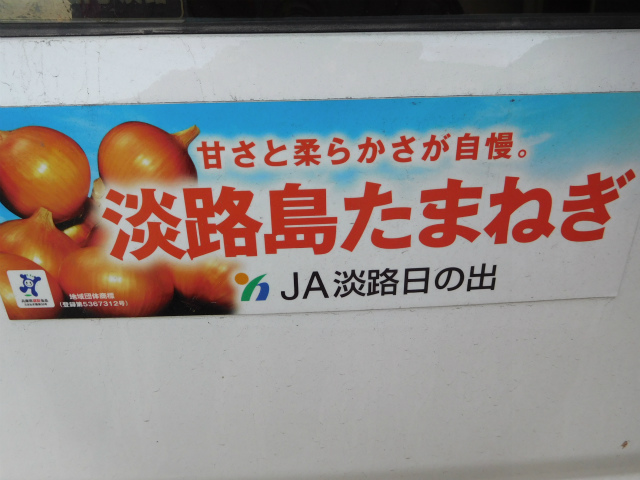 甘さと柔らかさが自慢。
淡路島たまねぎ
JA淡路日の出
地域団体商標
(登録第5367312号)